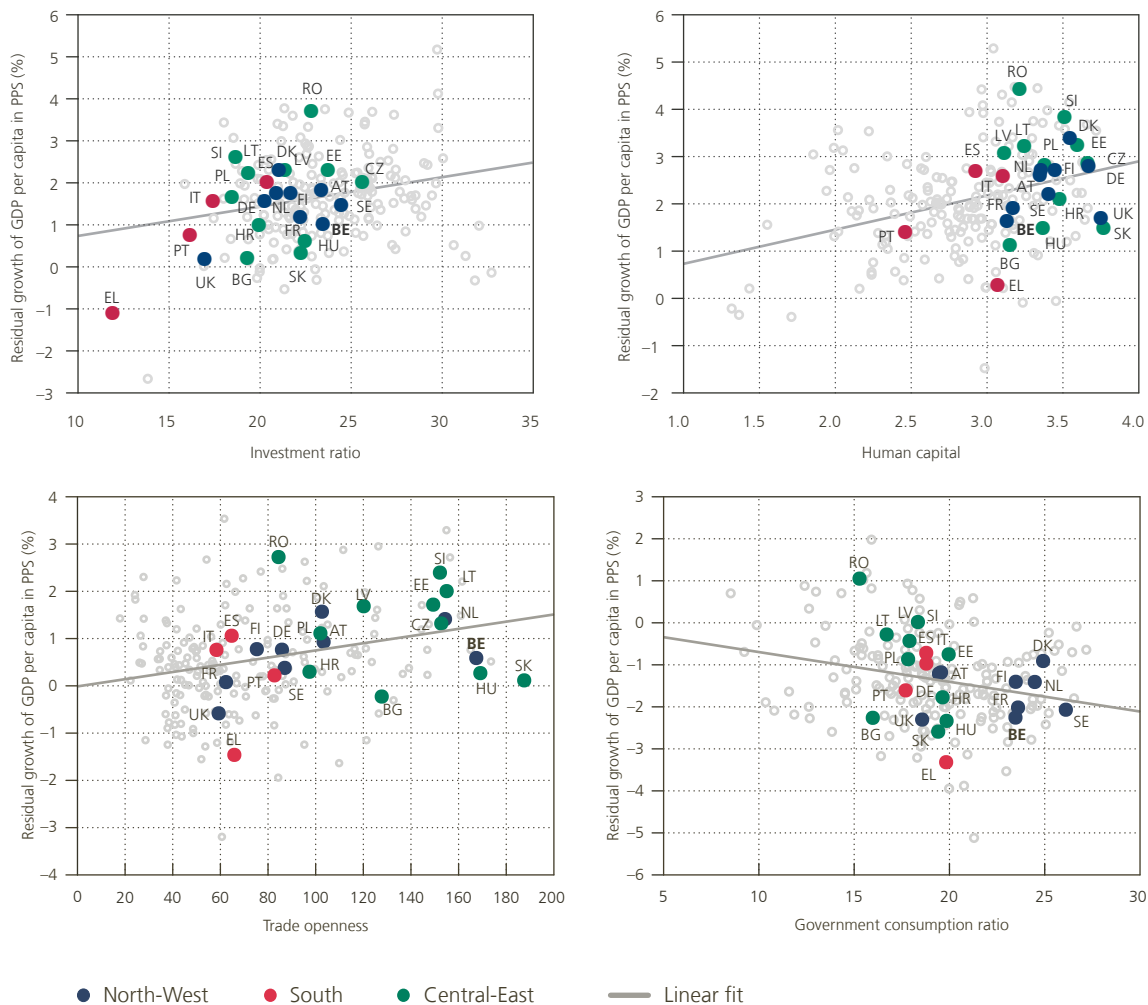 Residual growth of GDP per capita in PPS (%)
6
5
4
3
2
1
0
−1
−2
−3
RO
SI
LT
DK
LV
EE
CZ
ES
PL
AT
IT
DE
NL
FI
SE
HR
FR
BE
PT
HU
UK
BG
SK
EL
10
15
20
25
30
35
Investment ratio
Residual growth of GDP per capita in PPS (%)
6
5
4
3
2
1
0
−1
−2
RO
SI
DK
LV
LT
PL
EE
ES
NL
FI
CZ
DE
IT
AT
TG
FR
SE
UK
PT
BE
HU
SK
BG
EL
1.0
1.5
2.0
2.5
3.0
3.5
4.0
Human capital
Residual growth of GDP per capita in PPS (%)
4
3
2
1
0
−1
−2
−3
−4
RO
SI
LT
EE
DK
LV
NL
ES
CZ
IT
FI
DE
PL
AT
BE
FR
PT
HR
SK
SE
HU
BG
UK
EL
0
20
40
60
80
100
120
140
160
180
200
Trade openness
Residual growth of GDP per capita in PPS (%)
3
2
1
0
−1
−2
−3
−4
−5
−6
RO
LT
LV
SI
ES
IT
DK
PL
EE
AT
FI
NL
PT
DE
HR
FR
BG
UK
HU
BE
SE
SK
EL
5
10
15
20
25
30
Government consumption ratio
North-West
South
Central-East
Linear fit